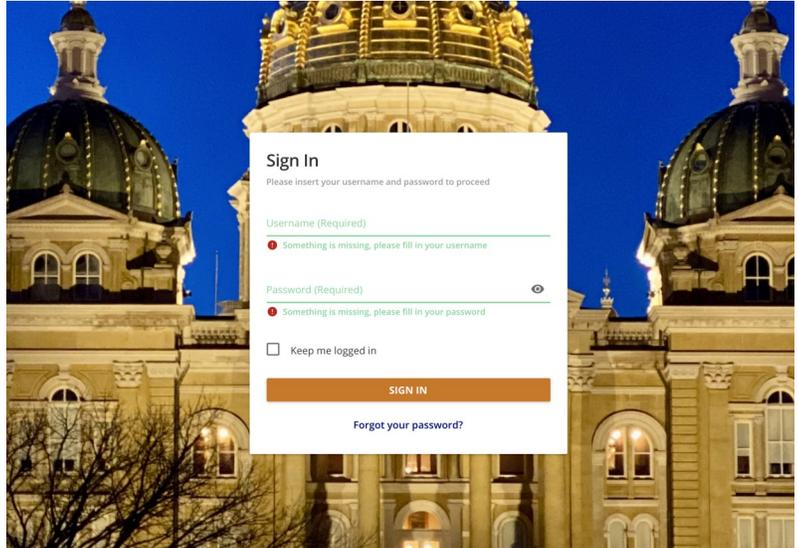 Sign In
Please insert your username and password to proceed
Username (Required)
Something is missing, please fill in your username
Password (Required)
Something is missing, please fill in your password
Keep me logged in
SIGN IN
Forgot your password?